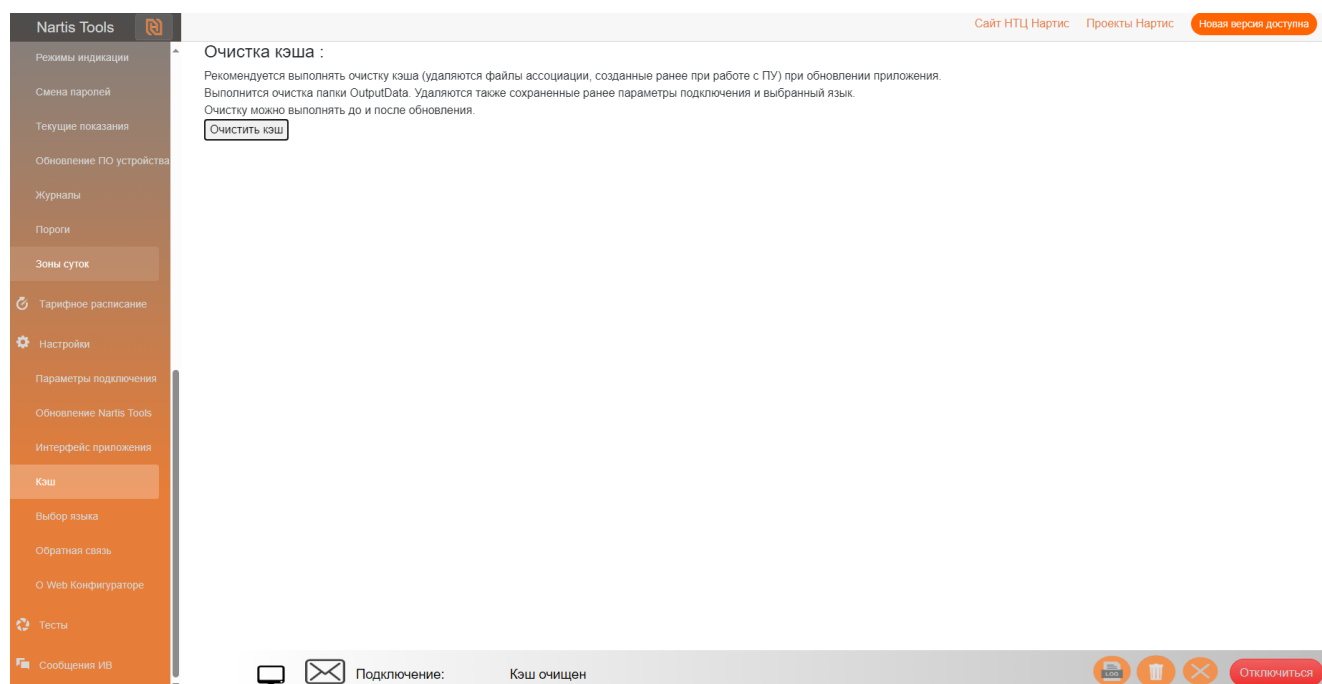 Nartis Tools
Сайт НТЦ Нартис
Проекты Нартис
Новая версия доступна
Режимы индикации
Смена паролей
Текущие показания
Обновление ПО устройства
Журналы
Пороги
Зоны суток
Тарифное расписание
Настройки
Параметры подключения
Обновление Nartis Tools
Интерфейс приложения
Кэш
Выбор языка
Обратная связь
О Web Конфигураторе
Тесты
Сообщения ИВ
Очистка кэша :
Рекомендуется выполнять очистку кэша (удаляются файлы ассоциации, созданные ранее при работе с ПУ) при обновлении приложения.
Выполнится очистка папки OutputData. Удаляются также сохраненные ранее параметры подключения и выбранный язык.
Очистку можно выполнять до и после обновления.
Очистить кэш
Подключение:
Кэш очищен
LOG
Отключиться